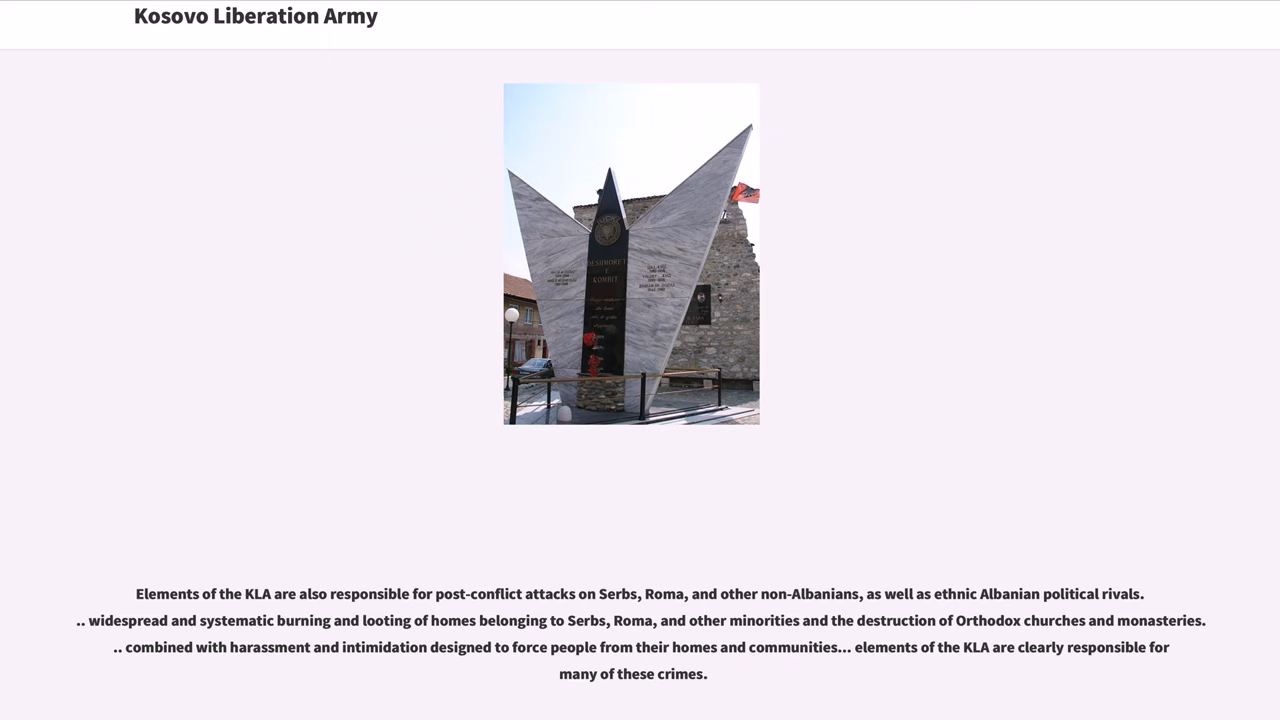 Kosovo Liberation Army
DESHMORET
E
KOMBIT
Elements of the KLA are also responsible for post-conflict attacks on Serbs, Roma, and other non-Albanians, as well as ethnic Albanian political rivals.
.. widespread and systematic burning and looting of homes belonging to Serbs, Roma, and other minorities and the destruction of Orthodox churches and monasteries.
.. combined with harassment and intimidation designed to force people from their homes and communities... elements of the KLA are clearly responsible for
many of these crimes.